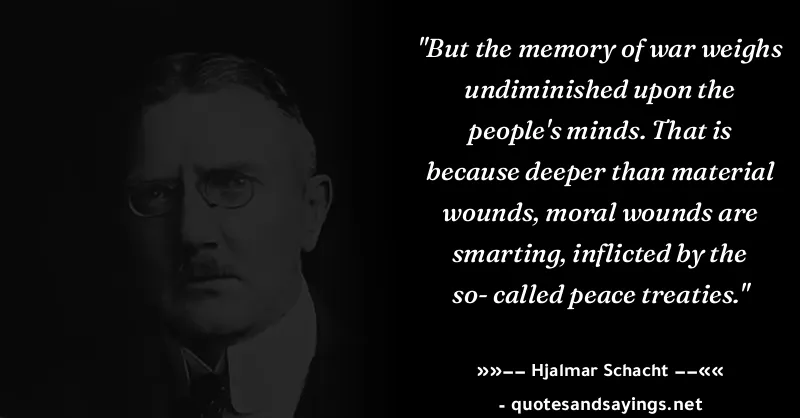 "But the memory of war weighs
undiminished upon the
people's minds. That is
because deeper than material
wounds, moral wounds are
smarting, inflicted by the
so- called peace treaties."
»»−− Hjalmar Schacht −−««
- quotesandsayings.net